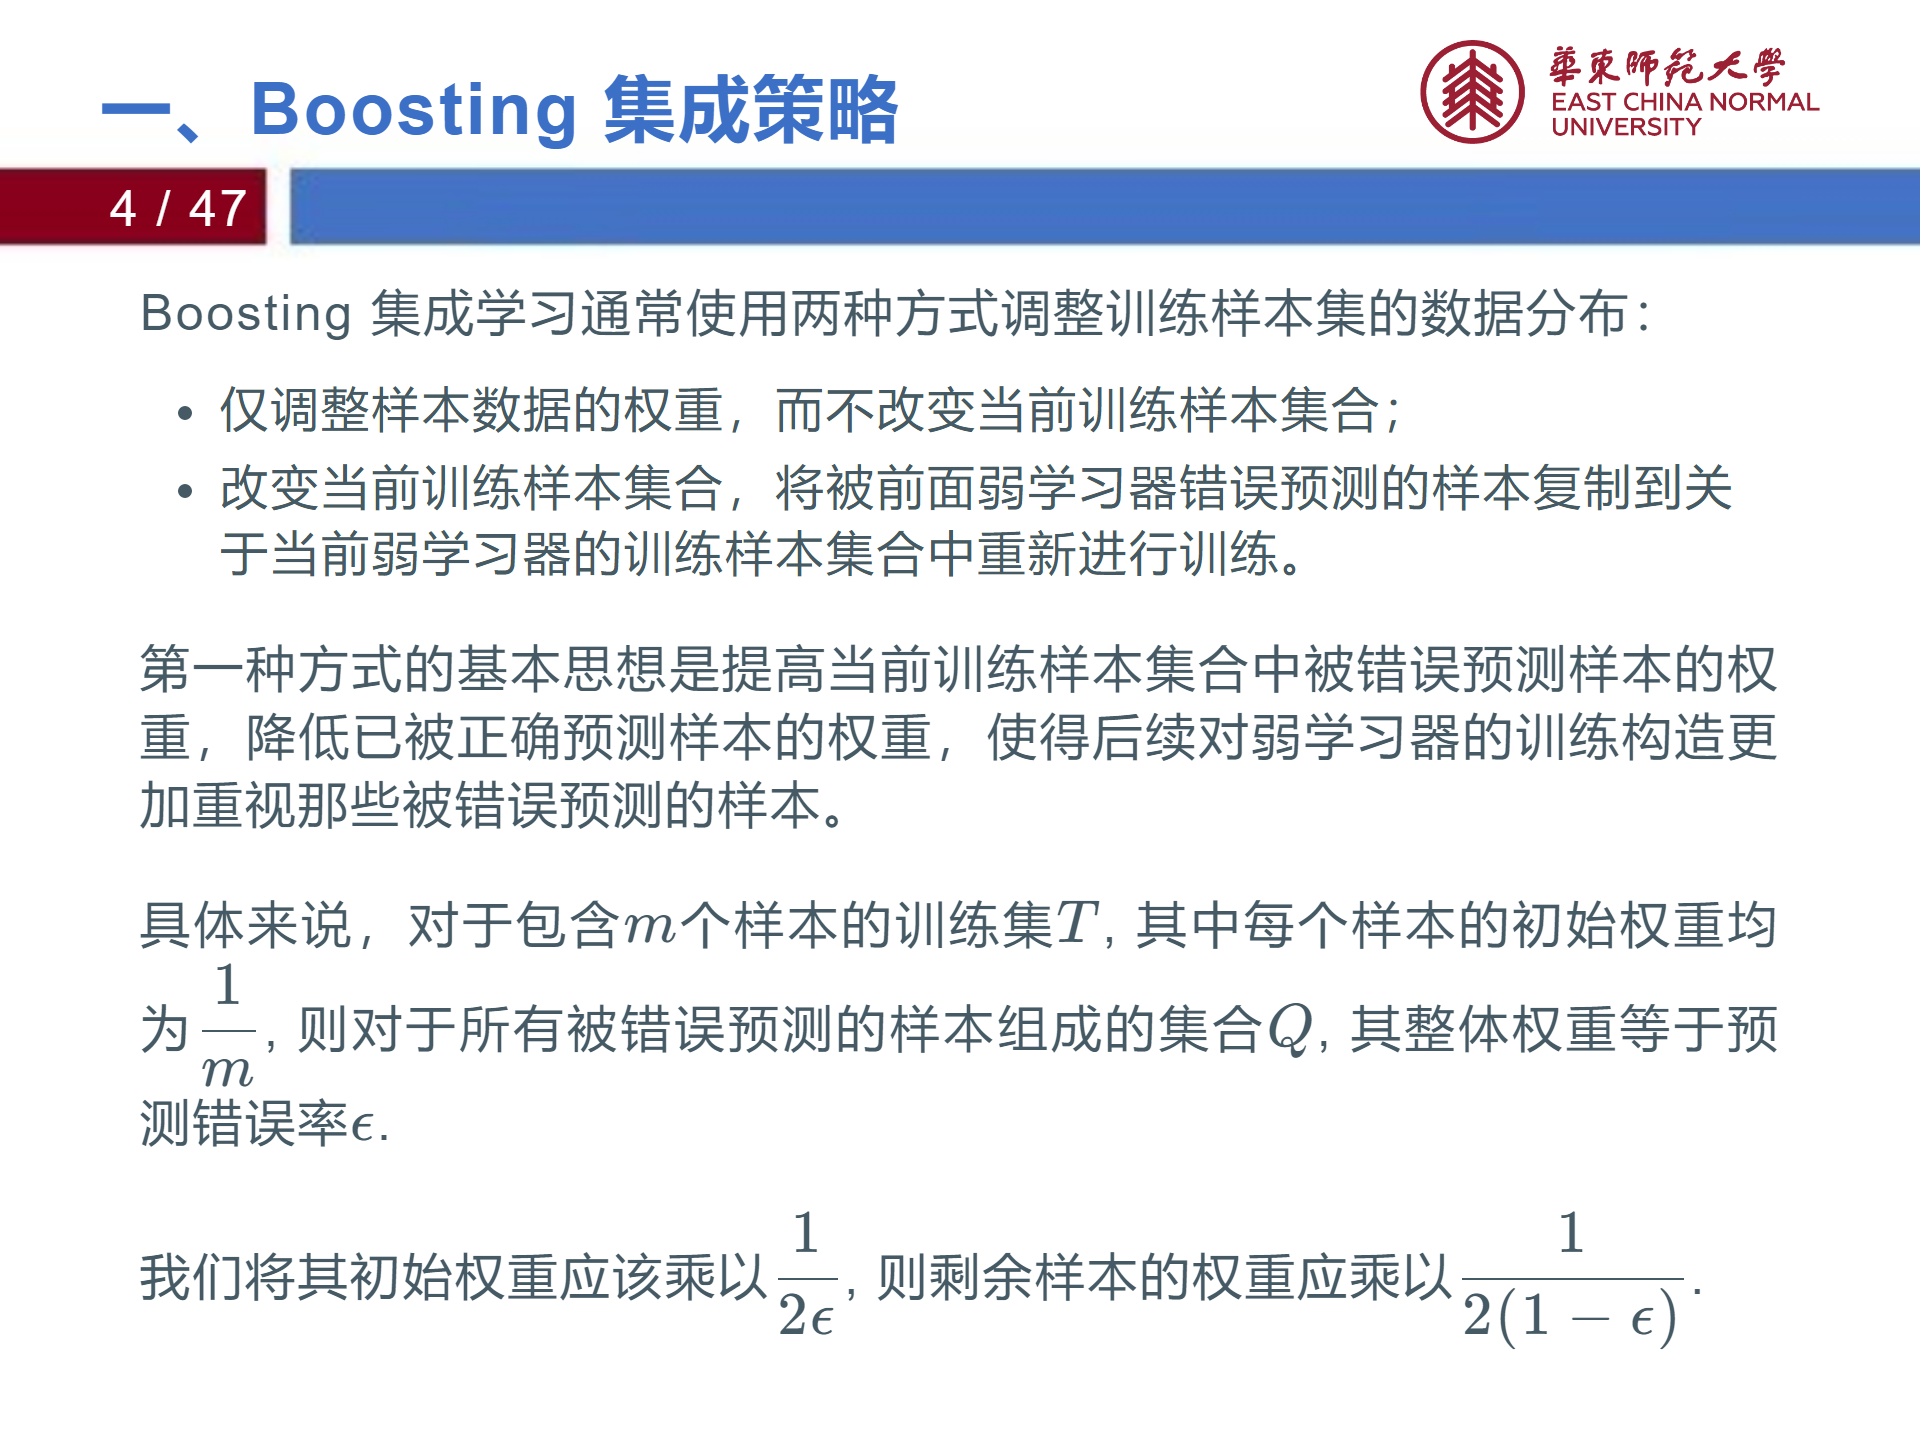 一、Boosting 集成策略
華東师范大學
EAST CHINA NORMAL
UNIVERSITY
4 / 47
Boosting 集成学习通常使用两种方式调整训练样本集的数据分布：
• 仅调整样本数据的权重，而不改变当前训练样本集合；
• 改变当前训练样本集合，将被前面弱学习器错误预测的样本复制到关
于当前弱学习器的训练样本集合中重新进行训练。
第一种方式的基本思想是提高当前训练样本集合中被错误预测样本的权
重，降低已被正确预测样本的权重，使得后续对弱学习器的训练构造更
加重视那些被错误预测的样本。
具体来说，对于包含$m$个样本的训练集$T$, 其中每个样本的初始权重均
为$\frac{1}{m}$, 则对于所有被错误预测的样本组成的集合$Q$, 其整体权重等于预
测错误率$\epsilon$.
我们将其初始权重应该乘以$\frac{1}{2\epsilon}$, 则剩余样本的权重应乘以$\frac{1}{2(1-\epsilon)}$.